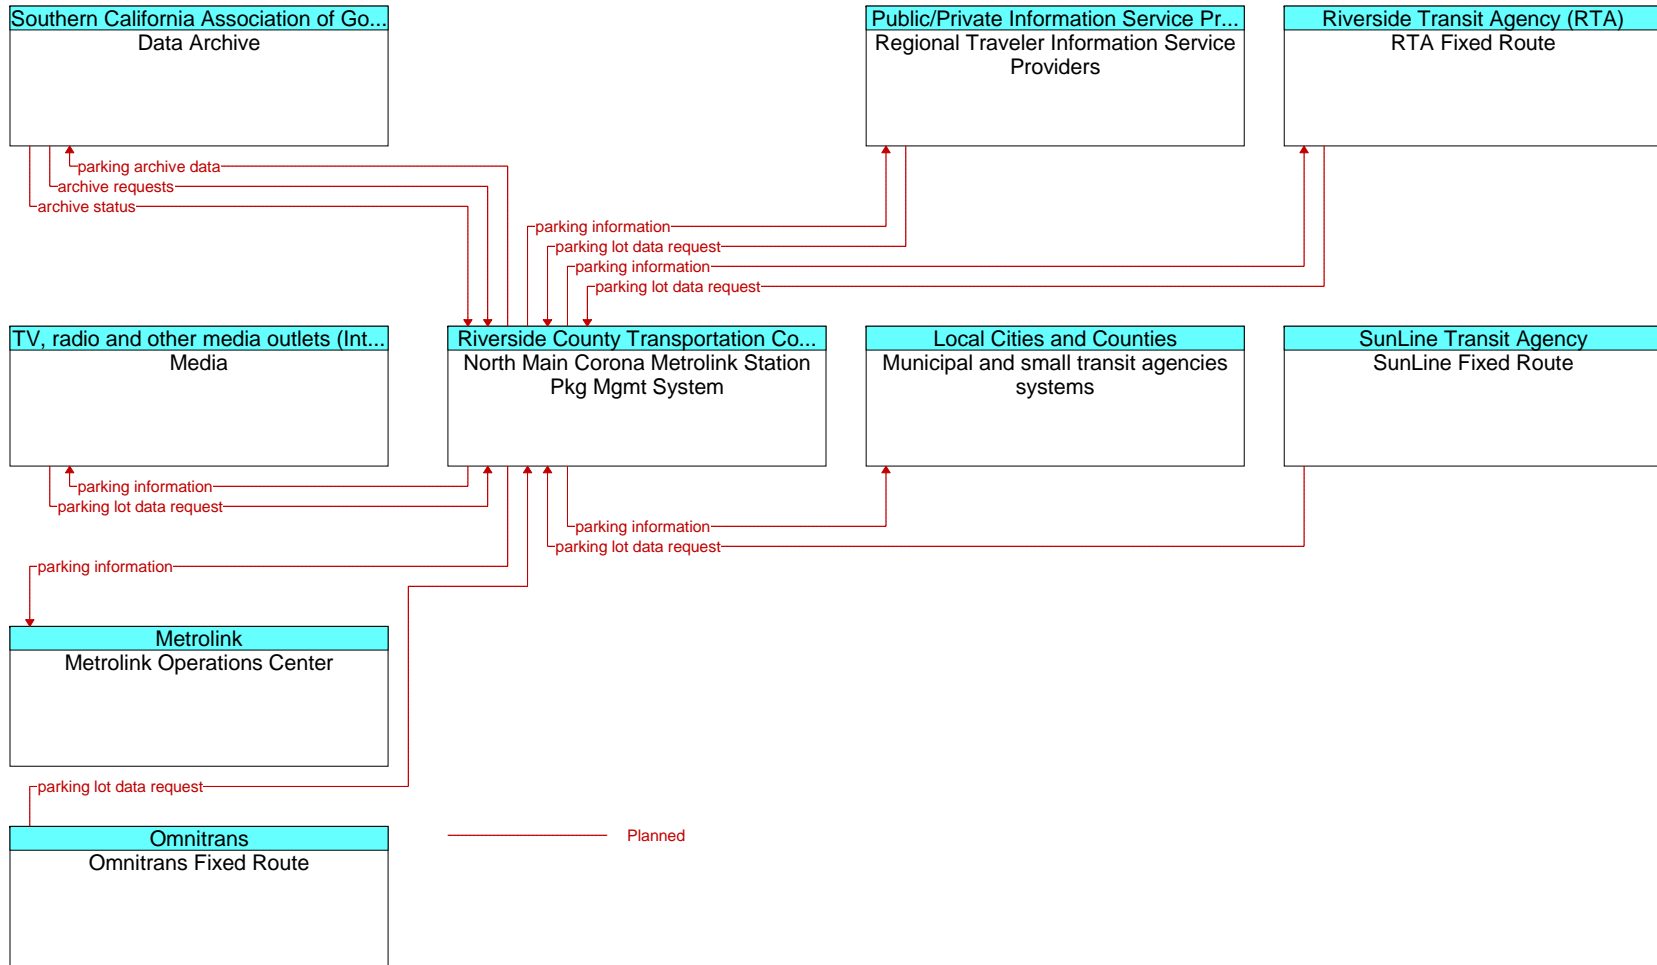 Southern California Association of Go...
Data Archive
Public/Private Information Service Pr...
Regional Traveler Information Service
Providers
Riverside Transit Agency (RTA)
RTA Fixed Route
parking archive data
archive requests
archive status
parking information
parking lot data request
parking information
parking lot data request
TV, radio and other media outlets (Int...
Media
Riverside County Transportation Co...
North Main Corona Metrolink Station
Pkg Mgmt System
Local Cities and Counties
Municipal and small transit agencies
systems
SunLine Transit Agency
SunLine Fixed Route
parking information
parking lot data request
parking information
parking lot data request
parking information
Metrolink
Metrolink Operations Center
parking lot data request
Omnitrans
Omnitrans Fixed Route
Planned